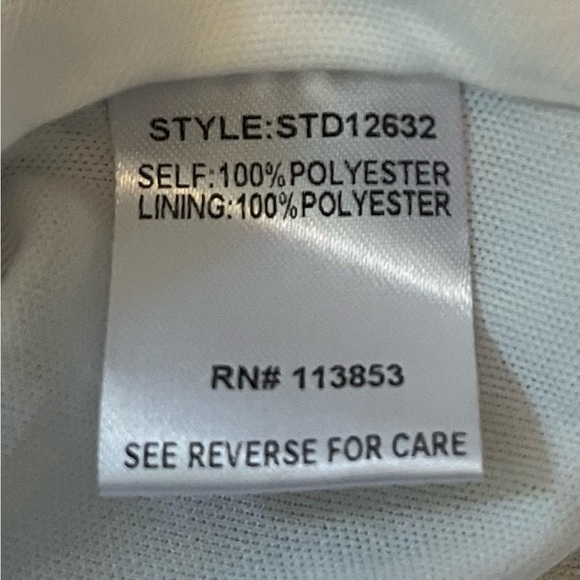 STYLE:STD12632
SELF:100%POLYESTER
LINING:100%POLYESTER
RN# 113853
SEE REVERSE FOR CARE